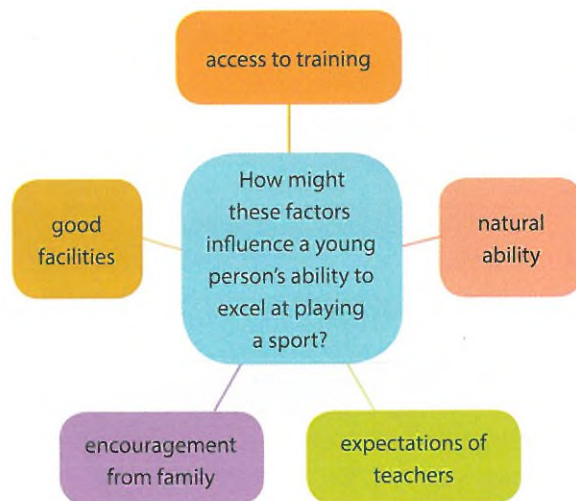 access to training
How might
these factors
influence a young
person's ability to
excel at playing
a sport?
good
facilities
natural
ability
encouragement
from family
expectations of
teachers